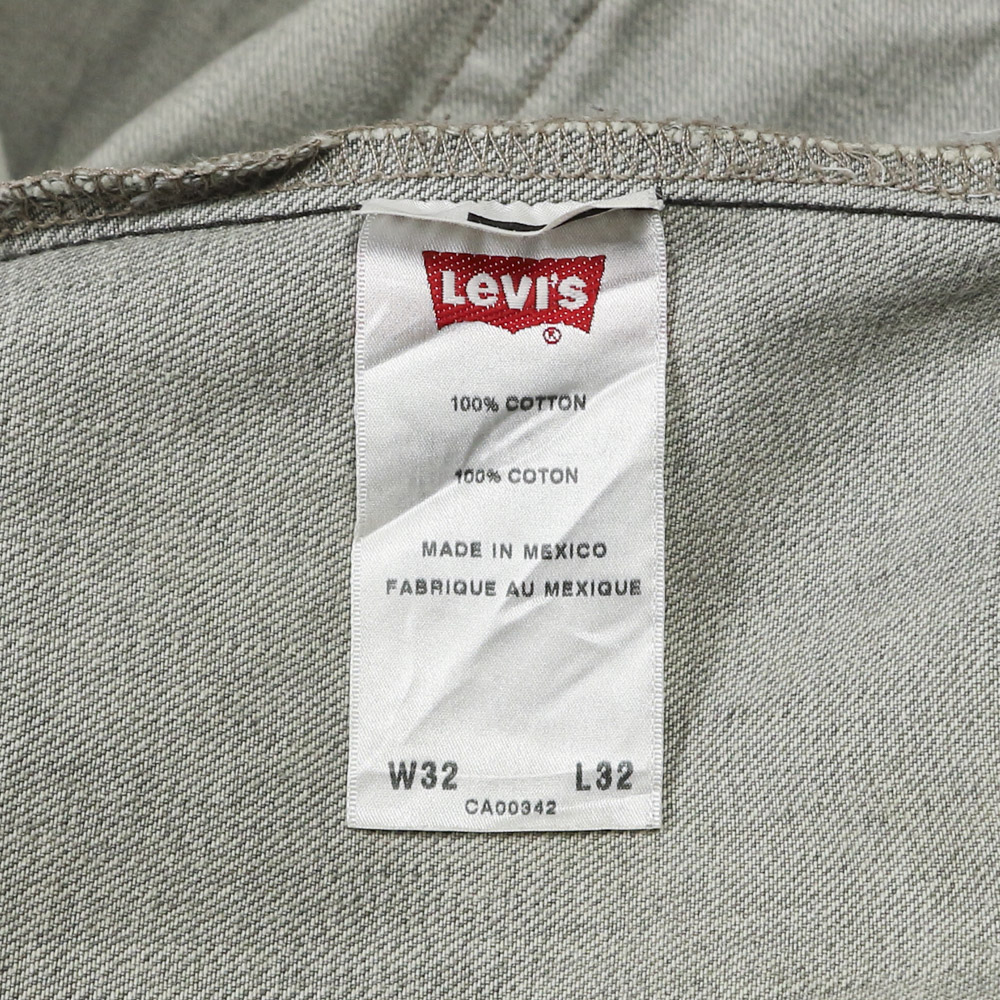 Levi's
®
100% COTTON
100% COTON
MADE IN MEXICO
FABRIQUE AU MEXIQUE
W32 L32
CA00342